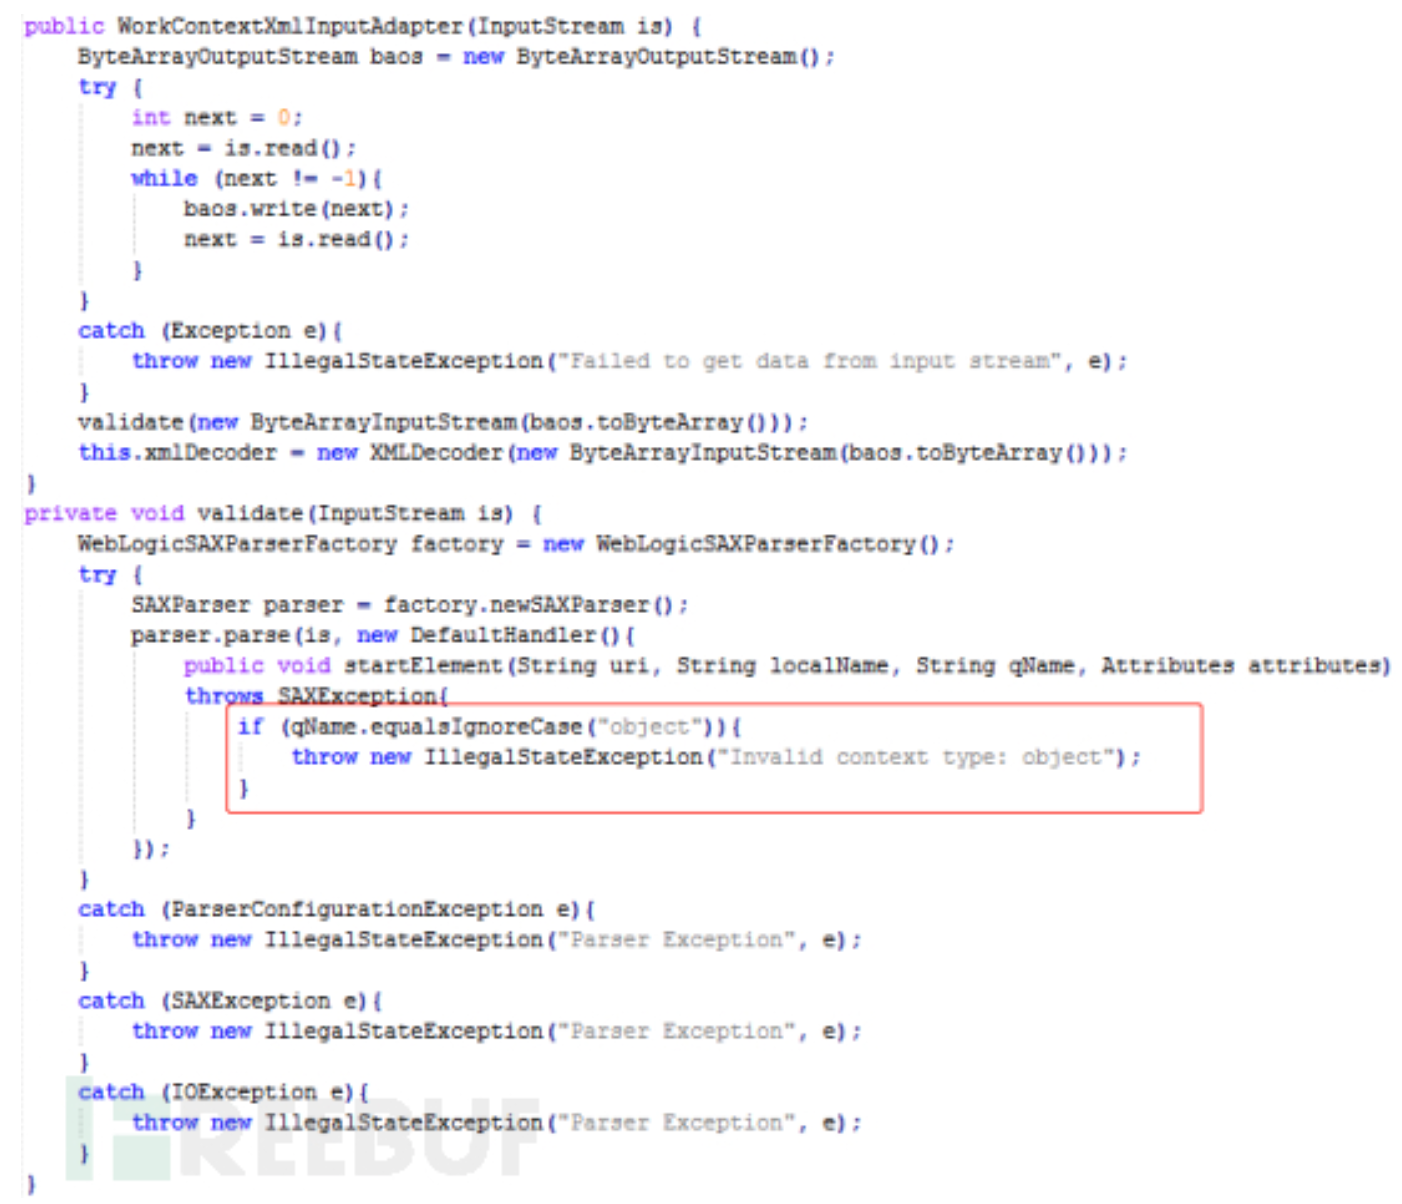 public WorkContextXmlInputAdapter(InputStream is) {
ByteArrayOutputStream baos = new ByteArrayOutputStream();
try {
int next = 0;
next = is.read();
while (next != -1){
baos.write(next);
next = is.read();
}
}
catch (Exception e){
throw new IllegalStateException("Failed to get data from input stream", e);
}
validate(new ByteArrayInputStream(baos.toByteArray()));
this.xmlDecoder = new XMLDecoder(new ByteArrayInputStream(baos.toByteArray()));
}
private void validate(InputStream is) {
WebLogicSAXParserFactory factory = new WebLogicSAXParserFactory();
try {
SAXParser parser = factory.newSAXParser();
parser.parse(is, new DefaultHandler(){
public void startElement(String uri, String localName, String qName, Attributes attributes)
throws SAXException{
if (qName.equalsIgnoreCase("object")){
throw new IllegalStateException("Invalid context type: object");
}
}
});
}
catch (ParserConfigurationException e){
throw new IllegalStateException("Parser Exception", e);
}
catch (SAXException e){
throw new IllegalStateException("Parser Exception", e);
}
catch (IOException e){
throw new IllegalStateException("Parser Exception", e);
}
}
FREEBUF